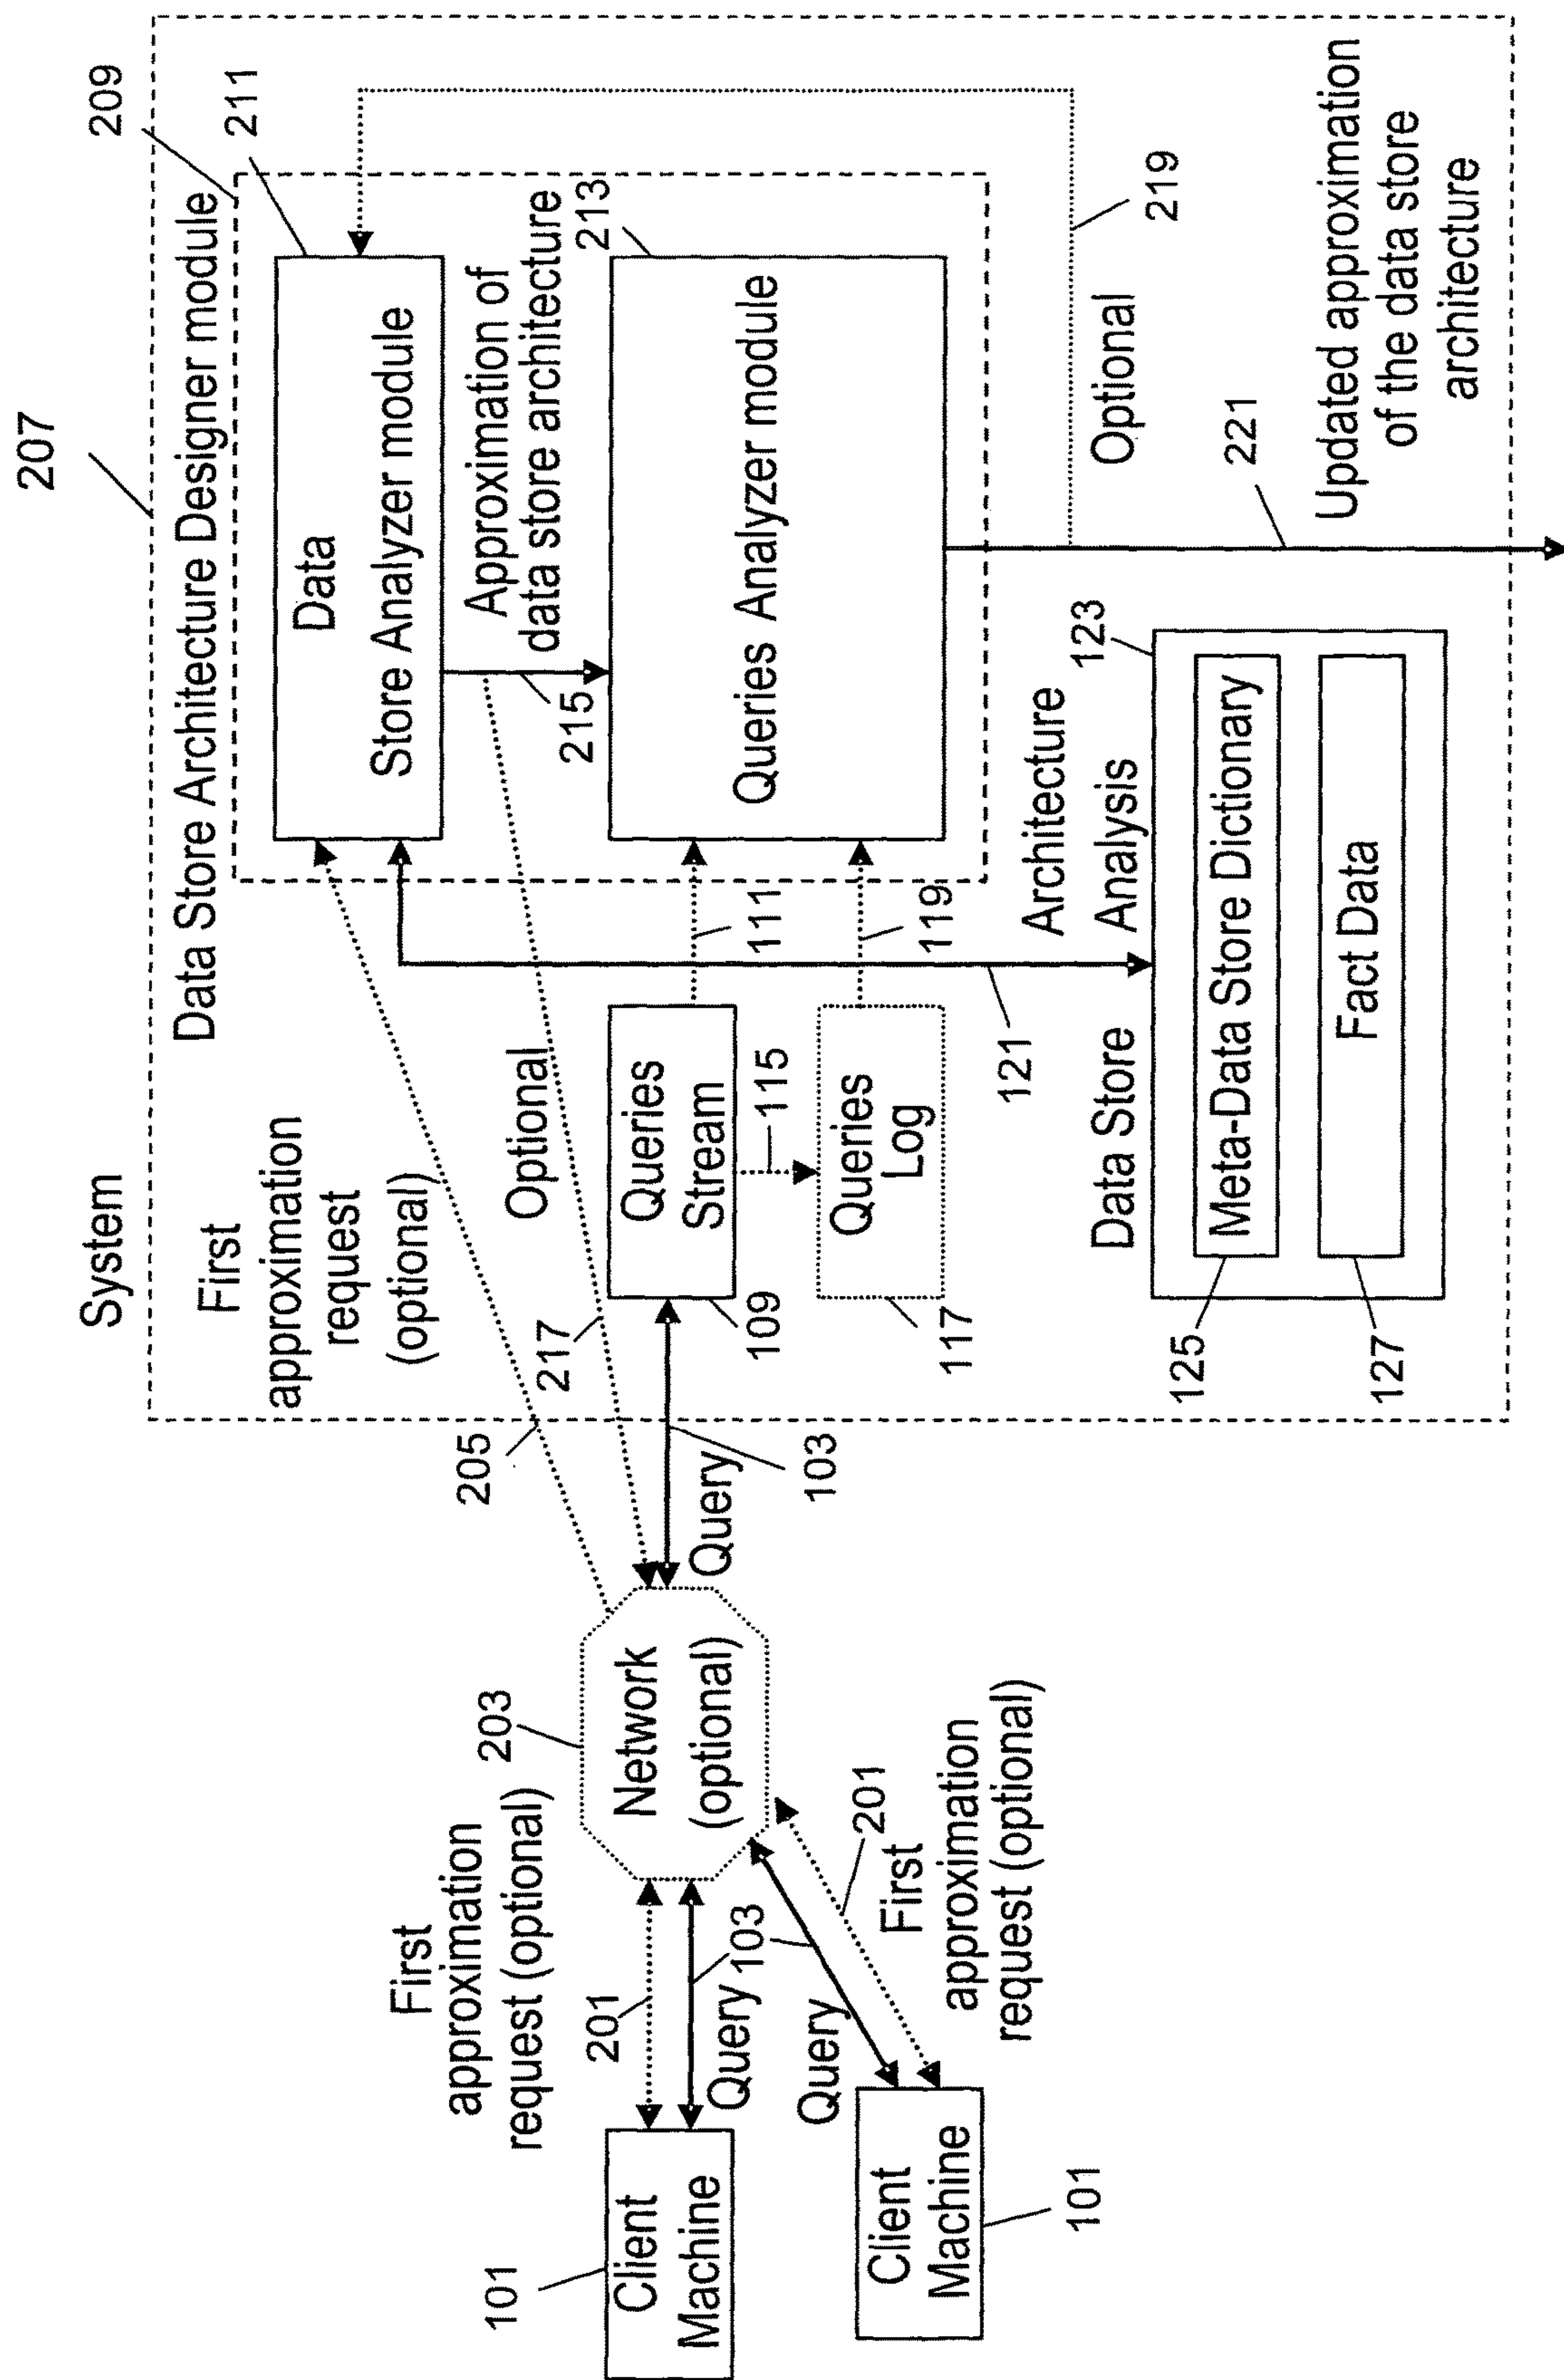 207
System
209
Data Store Architecture Designer module
211
Data
Store Analyzer module
First
approximation
request
(optional)
205
217
Optional
Approximation of
data store architecture
215
213
Queries Analyzer module
First
approximation
request (optional)
201
203
Network
(optional)
Query
103
Queries
Stream
109
111
115
Queries
Log
117
119
101
Client
Machine
Query
103
Query
Client
Machine
101
201
First
approximation
request (optional)
121
Architecture
Analysis
Data Store
123
Meta-Data Store Dictionary
125
Fact Data
127
Optional
219
221
Updated approximation
of the data store
architecture